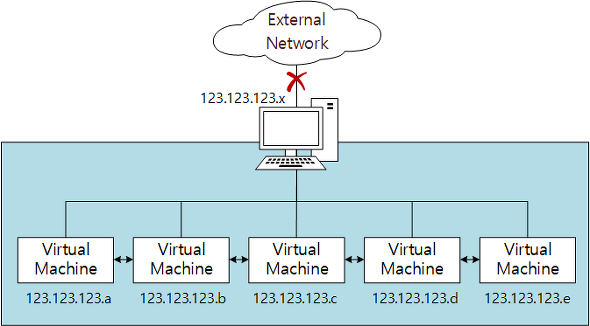 External
Network
123.123.123.x
Virtual
Machine
Virtual
Machine
Virtual
Machine
Virtual
Machine
Virtual
Machine
123.123.123.a
123.123.123.b
123.123.123.c
123.123.123.d
123.123.123.e